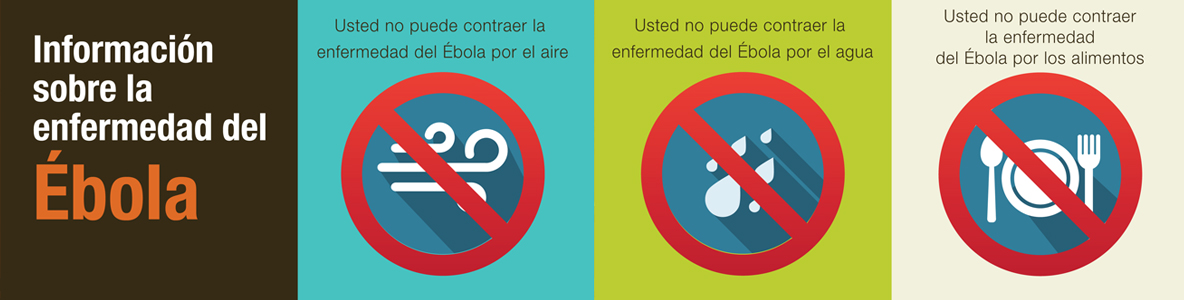 Información
sobre la
enfermedad del
Ébola
Usted no puede contraer la
enfermedad del Ébola por el aire
Usted no puede contraer la
enfermedad del Ébola por el agua
Usted no puede contraer
la enfermedad
del Ébola por los alimentos